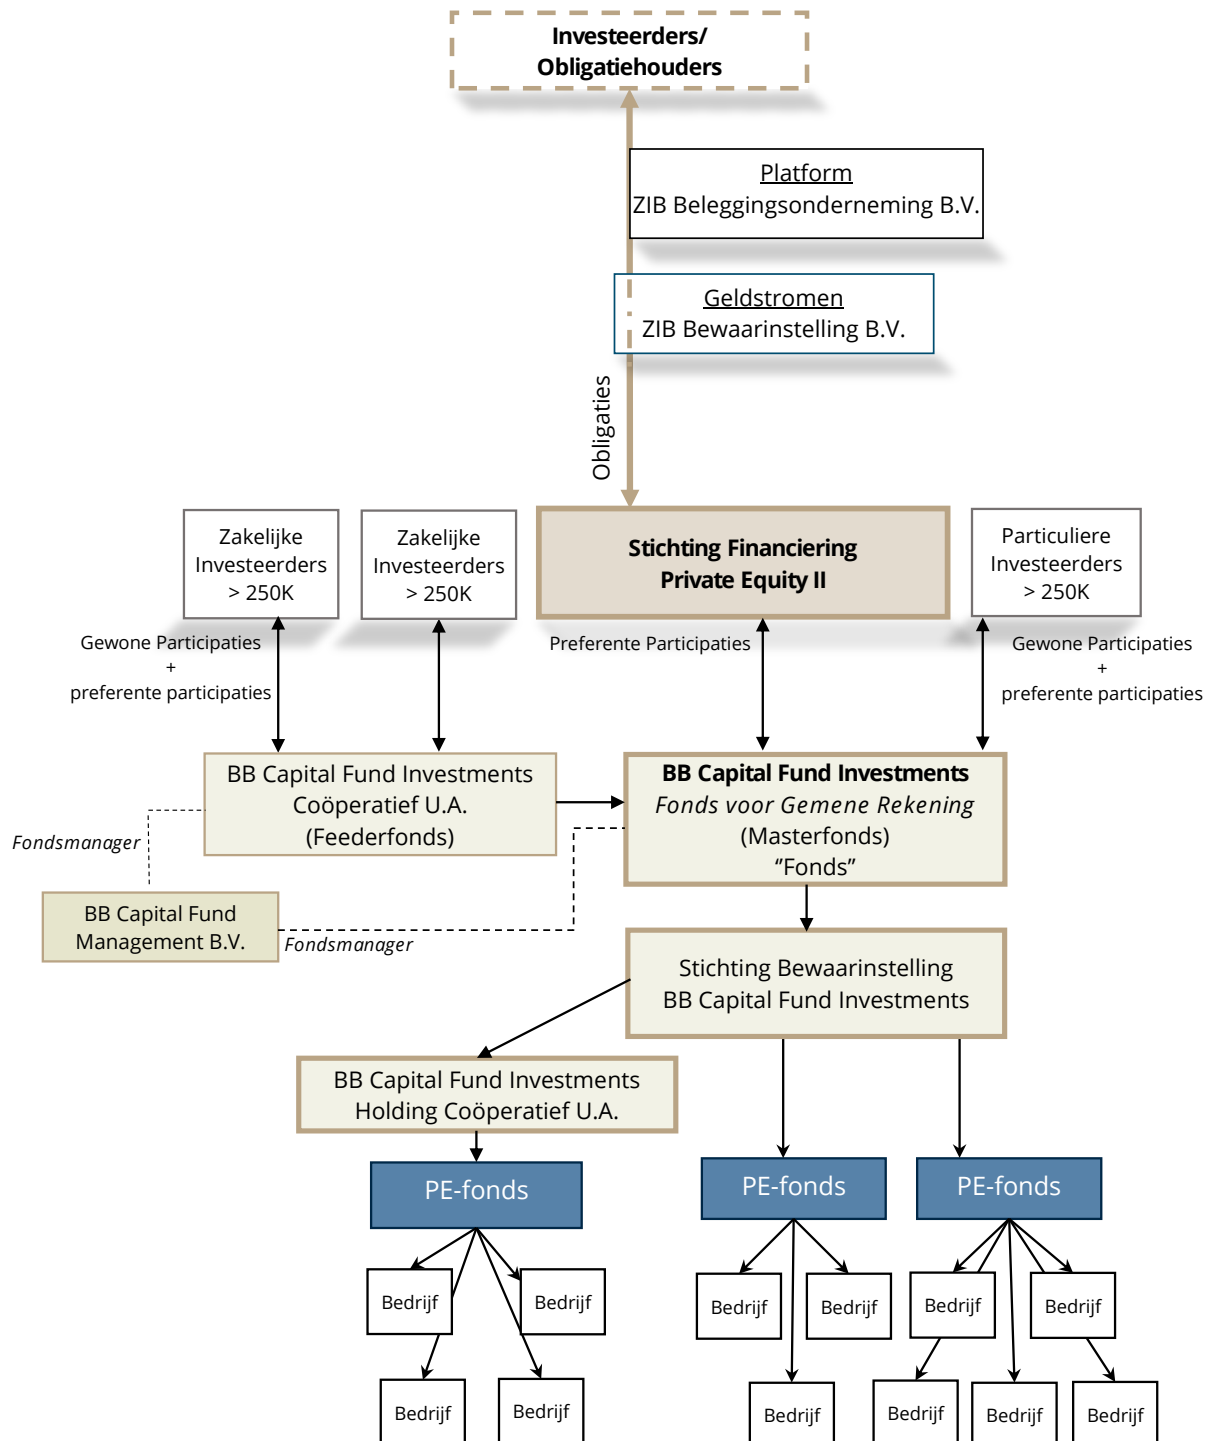 Investeerders/
Obligatiehouders
Platform
ZIB Beleggingsonderneming B.V.
Geldstromen
ZIB Bewaarinstelling B.V.
Obligaties
Zakelijke
Investeerders
> 250K
Zakelijke
Investeerders
> 250K
Stichting Financiering
Private Equity II
Particuliere
Investeerders
> 250K
Gewone Participaties
+
preferente participaties
Preferente Participaties
Gewone Participaties
+
preferente participaties
BB Capital Fund Investments
Coöperatief U.A.
(Feederfonds)
BB Capital Fund Investments
Fonds voor Gemene Rekening
(Masterfonds)
“Fonds”
Fondsmanager
BB Capital Fund
Management B.V.
Fondsmanager
Stichting Bewaarinstelling
BB Capital Fund Investments
BB Capital Fund Investments
Holding Coöperatief U.A.
PE-fonds
PE-fonds
PE-fonds
Bedrijf
Bedrijf
Bedrijf
Bedrijf
Bedrijf
Bedrijf
Bedrijf
Bedrijf
Bedrijf
Bedrijf
Bedrijf
Bedrijf